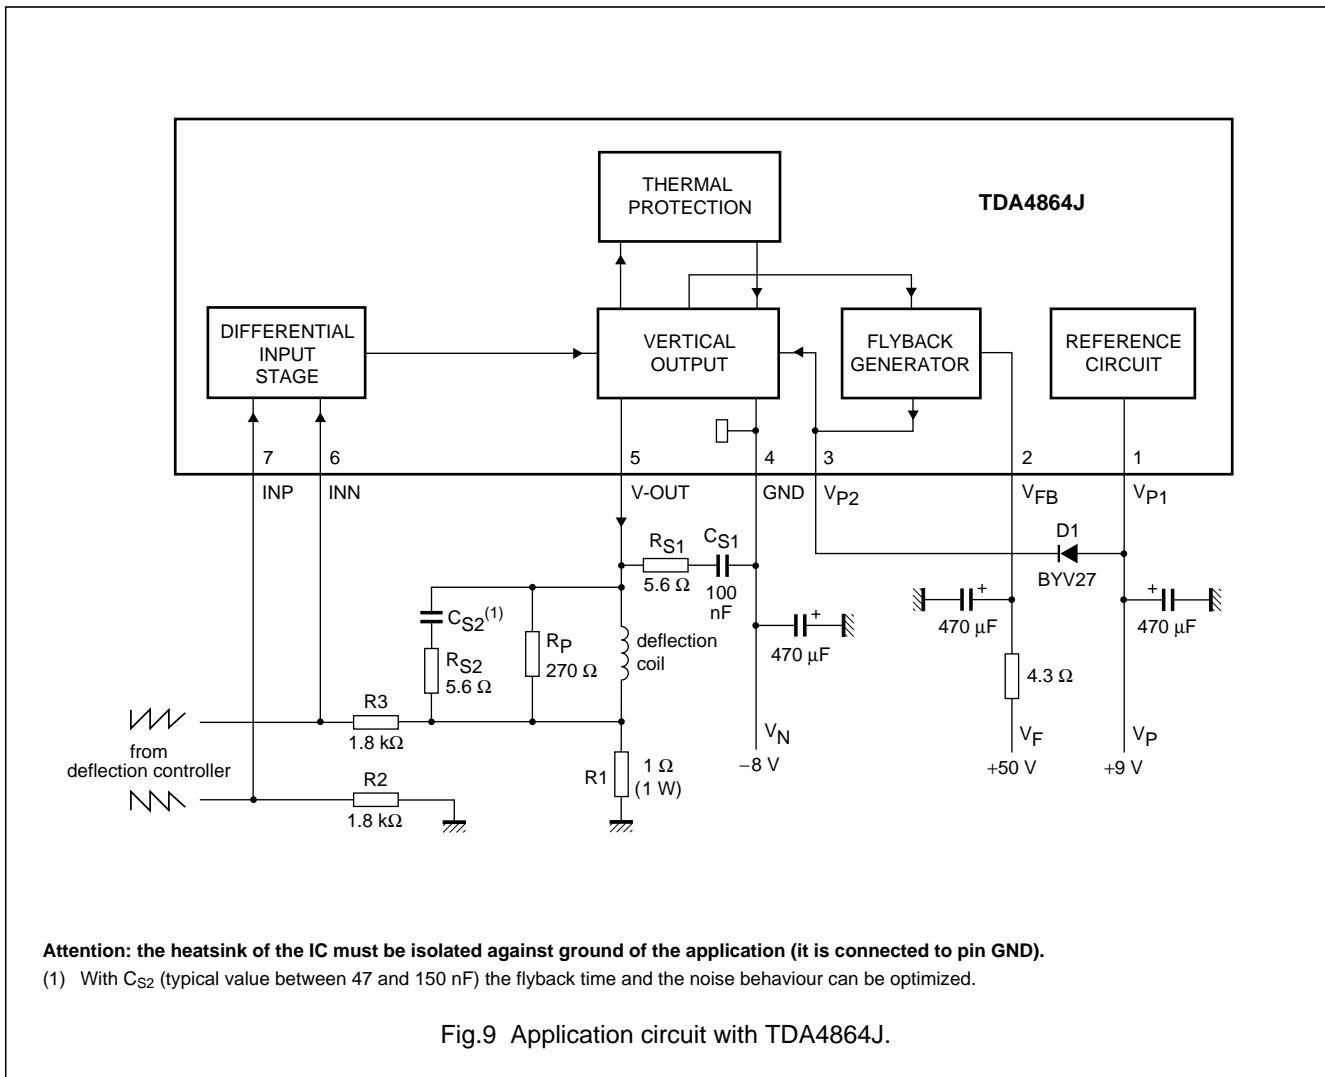 THERMAL
PROTECTION
TDA4864J
DIFFERENTIAL
INPUT
STAGE
VERTICAL
OUTPUT
FLYBACK
GENERATOR
REFERENCE
CIRCUIT
7
6
5
4
3
2
1
INP
INN
V-OUT
GND
VP2
VFB
VP1
D1
BYV27
RS1
5.6 Ω
CS1
100
nF
CS2(1)
RS2
5.6 Ω
RP
270 Ω
deflection
coil
470 µF
+
470 µF
+
470 µF
+
4.3 Ω
R3
1.8 kΩ
from
deflection controller
R2
1.8 kΩ
R1
1 Ω
(1 W)
VN
−8 V
VF
+50 V
VP
+9 V
Attention: the heatsink of the IC must be isolated against ground of the application (it is connected to pin GND).
(1) With CS2 (typical value between 47 and 150 nF) the flyback time and the noise behaviour can be optimized.
Fig.9 Application circuit with TDA4864J.